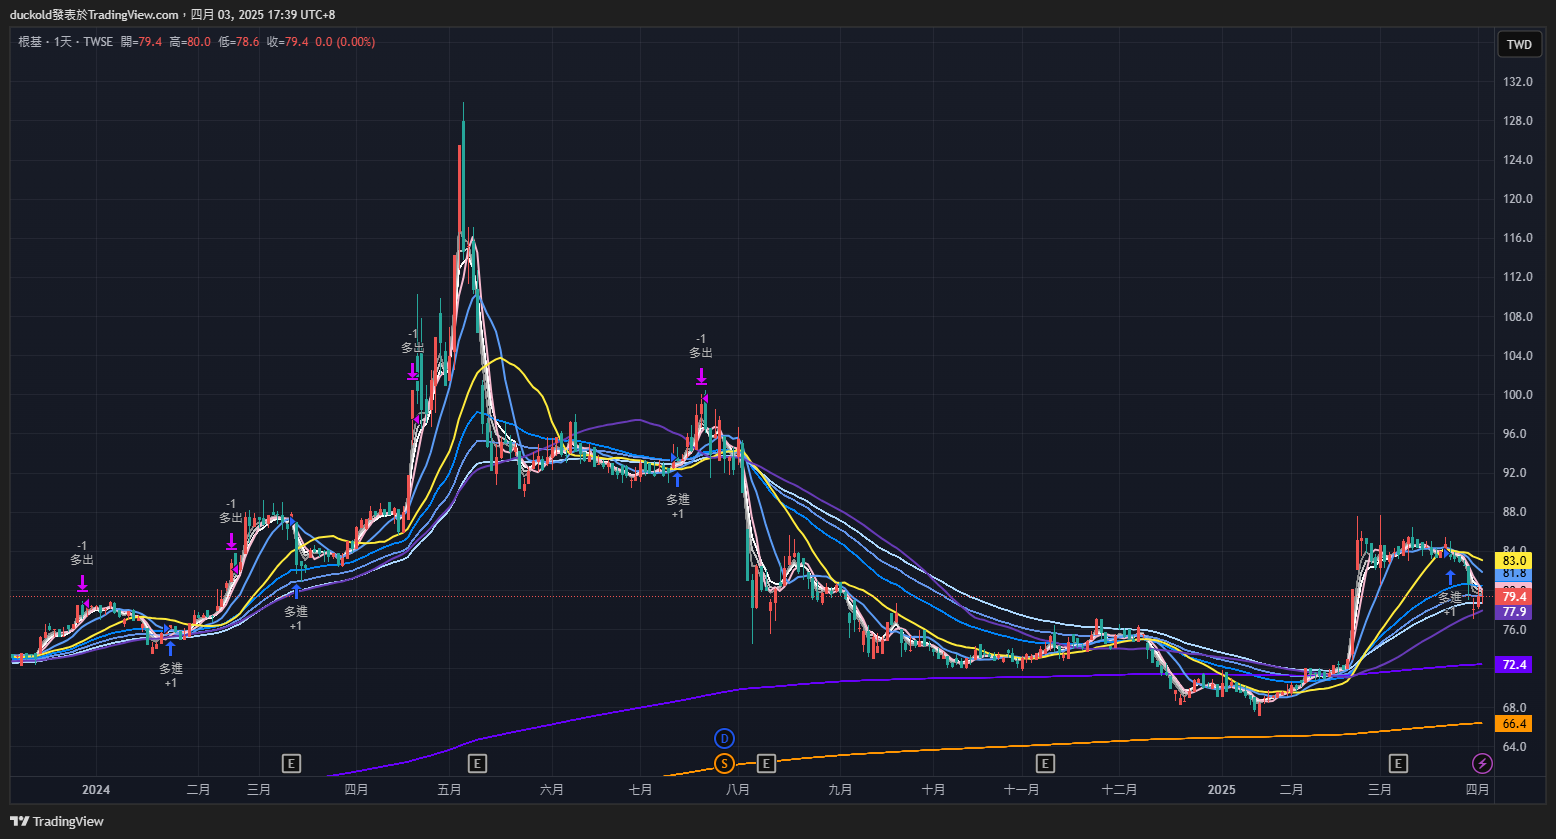 duckold發表於TradingView.com，四月 03, 2025 17:39 UTC+8
根基 · 1天 · TWSE 開=79.4 高=80.0 低=78.6 收=79.4 0.0 (0.00%)
TWD
132.0
128.0
124.0
120.0
116.0
112.0
108.0
104.0
100.0
96.0
92.0
88.0
84.0
83.0
81.8
79.4
77.9
76.0
72.4
68.0
66.4
64.0
-1
多出
多進
+1
-1
多出
多進
+1
-1
多出
-1
多出
多進
+1
多進
+1
E
E
D
S
E
E
E
2024
二月
三月
四月
五月
六月
七月
八月
九月
十月
十一月
十二月
2025
二月
三月
四月
TradingView